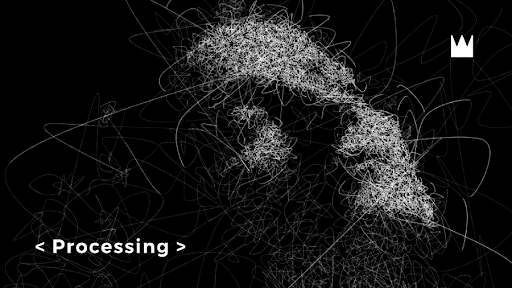 < Processing >